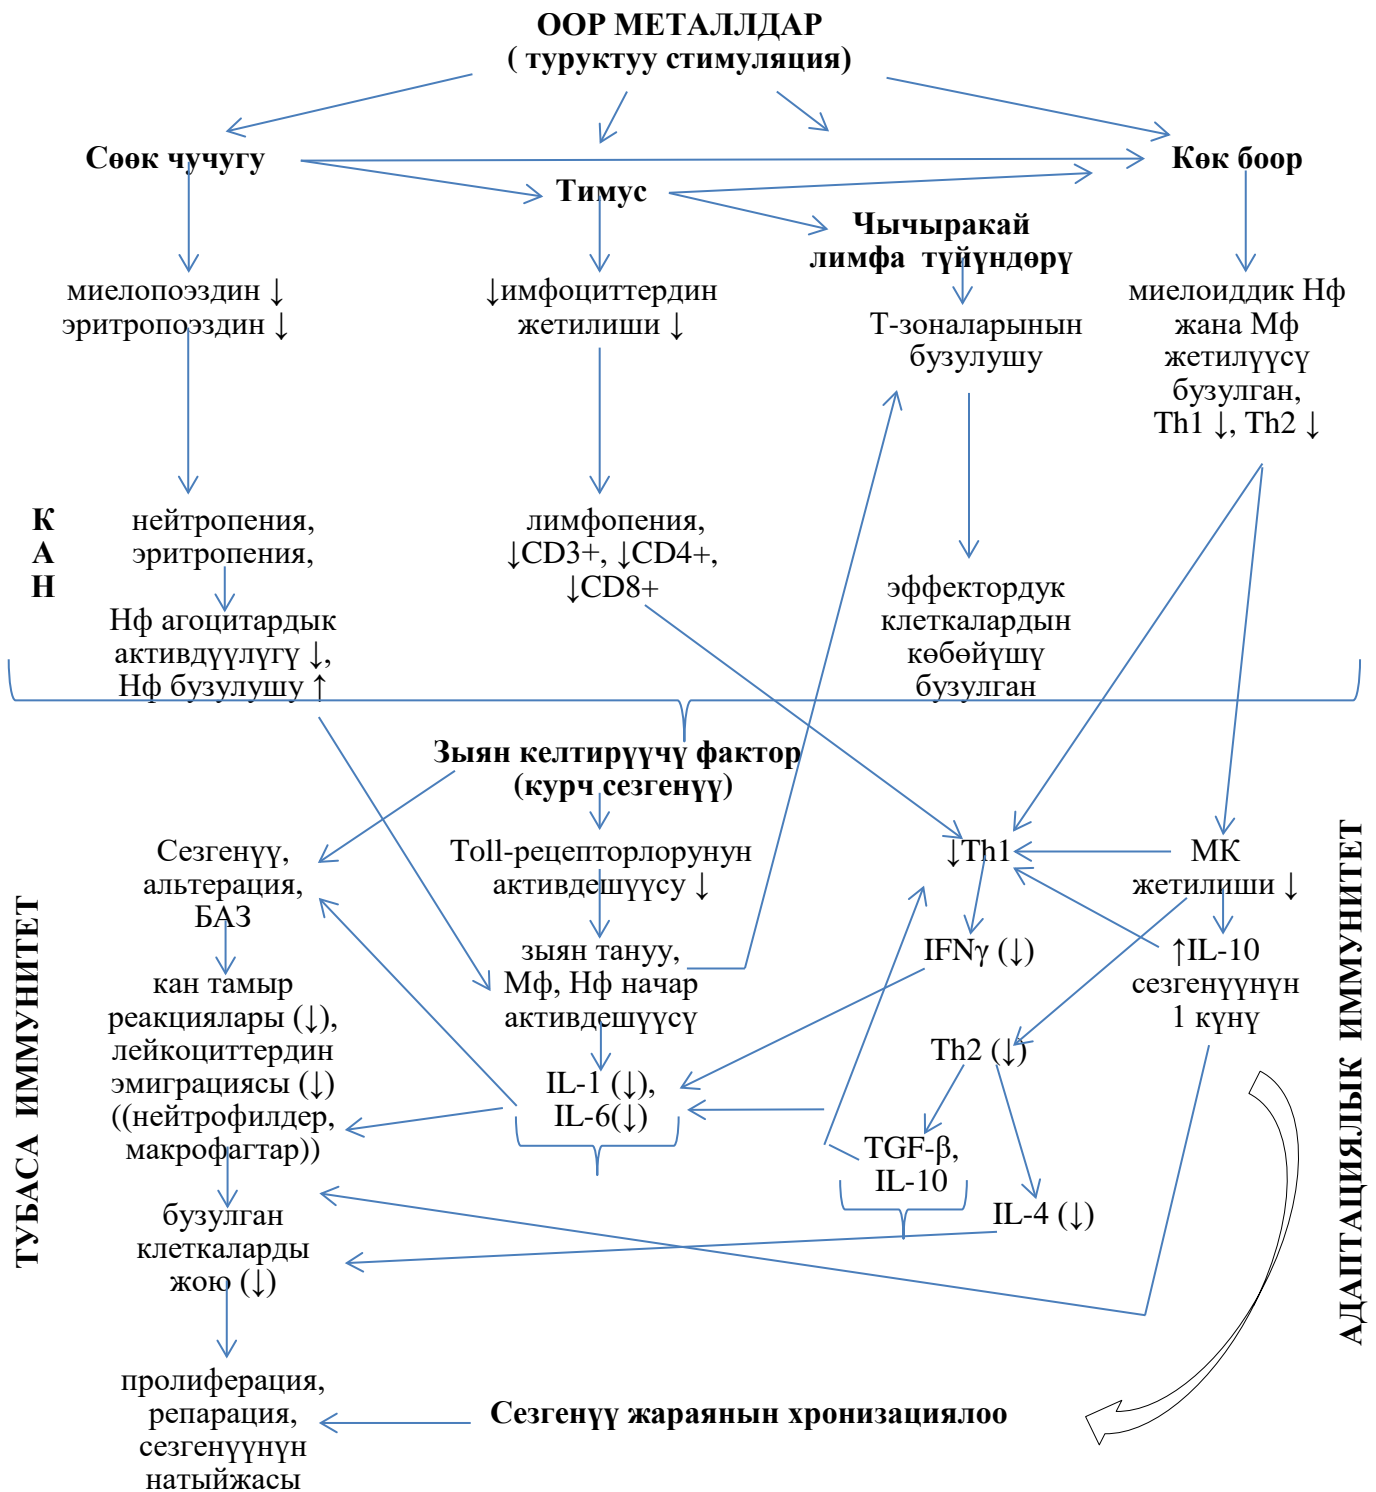 ООР МЕТАЛЛДАР
( туруктуу стимуляция)
Сөөк чучугу
Көк боор
Тимус
Чычыракай
лимфа түйүндөрү
миелопоэздин ↓
эритропоэздин ↓
↓имфоциттердин
жетилиши ↓
Т-зоналарынын
бузулушу
миелоиддик Нф
жана Мф
жетилүүсү
бузулган,
Th1 ↓, Th2 ↓
К
А
Н
нейтропения,
эритропения,
лимфопения,
↓CD3+, ↓CD4+,
↓CD8+
эффектордук
клеткалардын
көбөйүшү
бузулган
Нф агоцитардык
активдүүлүгү ↓,
Нф бузулушу ↑
Зыян келтирүүчү фактор
(курч сезгенүү)
ТУБАСА ИММУНИТЕТ
Сезгенүү,
альтерация,
БАЗ
Toll-рецепторлорунун
активдешүүсу ↓
↓Th1
МК
жетилиши ↓
АДАПТАЦИЯЛЫК ИММУНИТЕТ
зыян тануу,
Мф, Нф начар
активдешүүсү
IFNγ (↓)
↑IL-10
сезгенүүнүн
1 күнү
кан тамыр
реакциялары (↓),
лейкоциттердин
эмиграциясы (↓)
((нейтрофилдер,
макрофагтар))
Th2 (↓)
IL-1 (↓),
IL-6(↓)
TGF-β,
IL-10
IL-4 (↓)
бузулган
клеткаларды
жою (↓)
пролиферация,
репарация,
сезгенүүнүн
натыйжасы
Сезгенүү жараянын хронизациялоо